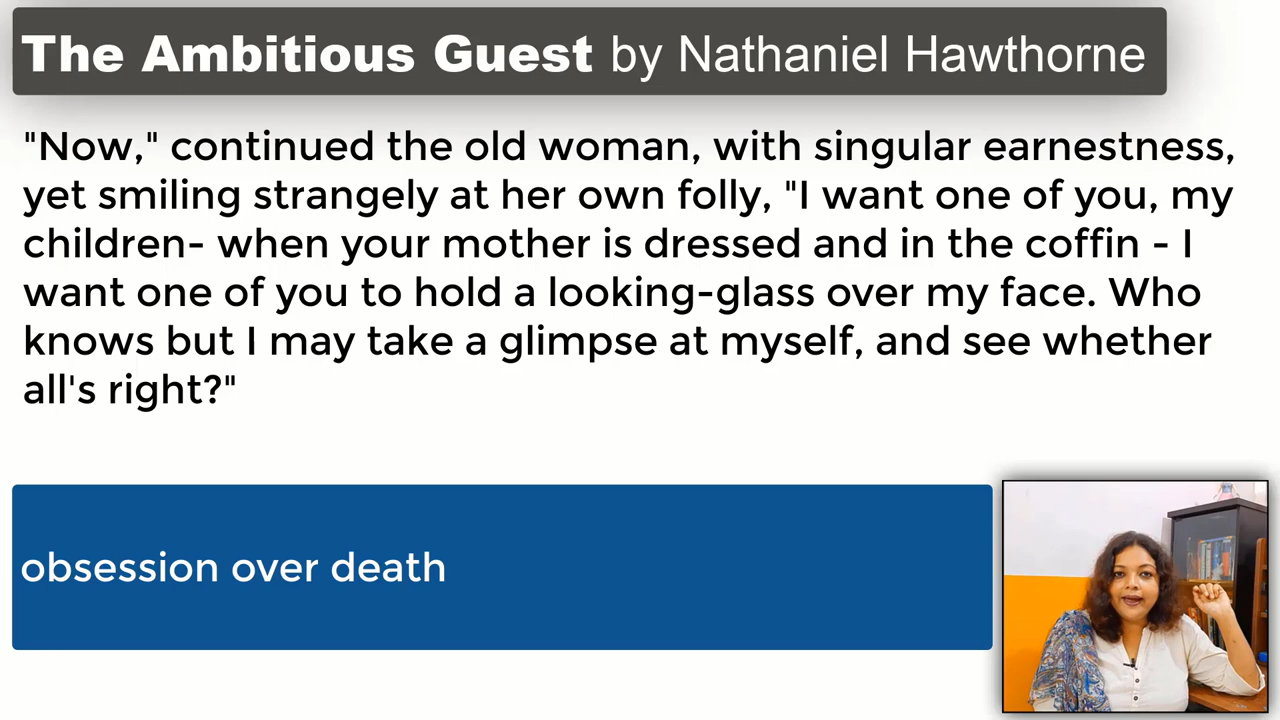 The Ambitious Guest by Nathaniel Hawthorne
"Now," continued the old woman, with singular earnestness,
yet smiling strangely at her own folly, "I want one of you, my
children- when your mother is dressed and in the coffin - I
want one of you to hold a looking-glass over my face. Who
knows but I may take a glimpse at myself, and see whether
all's right?"
obsession over death